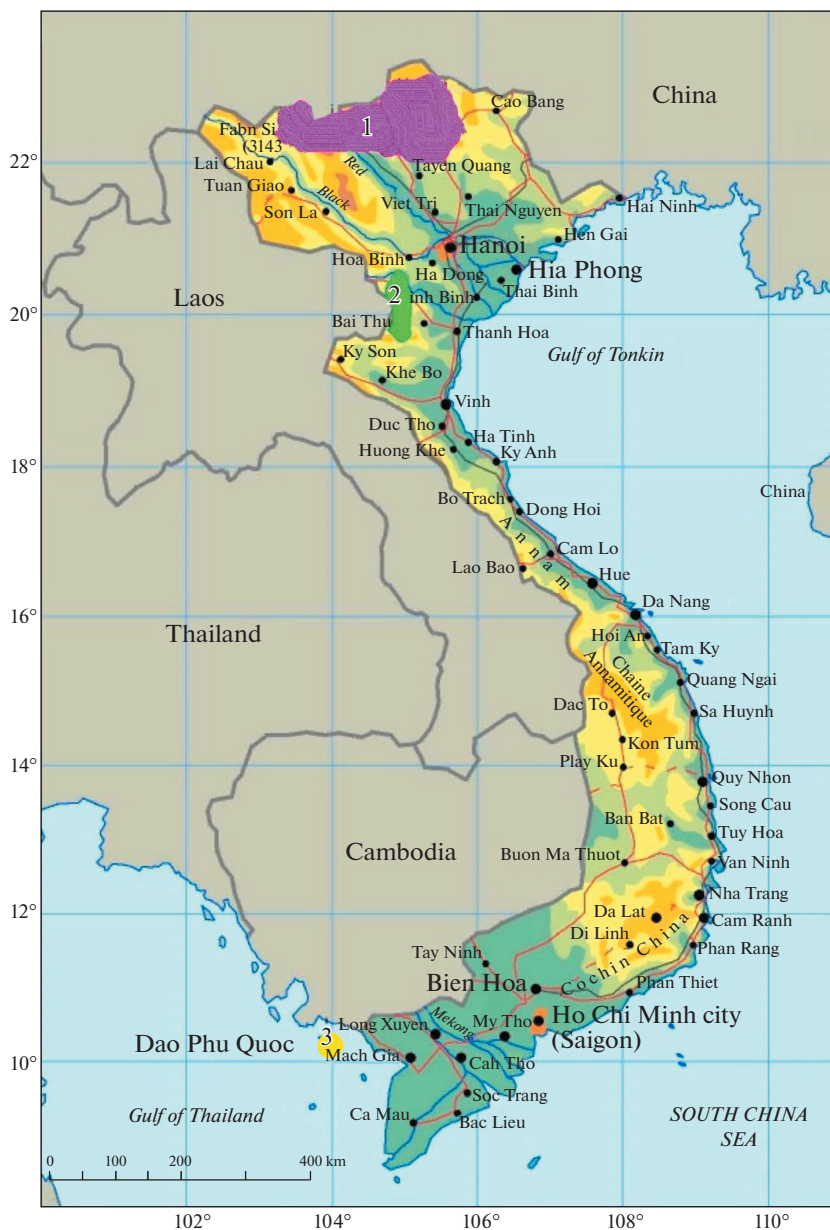 China
Cao Bang
1
Fabn Si
(3143
22°
Lai Chau
Red
Tayen Quang
Tuan Giao
Black
Viet Tri
Thai Nguyen
Son La
Hai Ninh
Hanoi
Hen Gai
Hoa Binh
Ha Dong
Hia Phong
2
inh Binh
Thai Binh
Laos
20°
Bai Thu
Thanh Hoa
Gulf of Tonkin
Ky Son
Khe Bo
Vinh
Duc Tho
Ha Tinh
Huong Khe
Ky Anh
18°
China
Bo Trach
Dong Hoi
Annam
Cam Lo
Lao Bao
Hue
16°
Da Nang
Thailand
Hoi An
Tam Ky
Chaine
Annamitique
Quang Ngai
Dac To
Sa Huynh
Kon Tum
14°
Play Ku
Quy Nhon
Song Cau
Ban Bat
Tuy Hoa
Cambodia
Buon Ma Thuot
Van Ninh
Nha Trang
12°
Da Lat
Cam Ranh
Di Linh
Cochin China
Phan Rang
Tay Ninh
Bien Hoa
Phan Thiet
Mekong
Long Xuyen
My Tho
Ho Chi Minh city
(Saigon)
Dao Phu Quoc
3
10°
Mach Gia
Cah Tho
Soc Trang
Gulf of Thailand
Ca Mau
Bac Lieu
SOUTH CHINA
SEA
0 100 200 400 km
102° 104° 106° 108° 110°